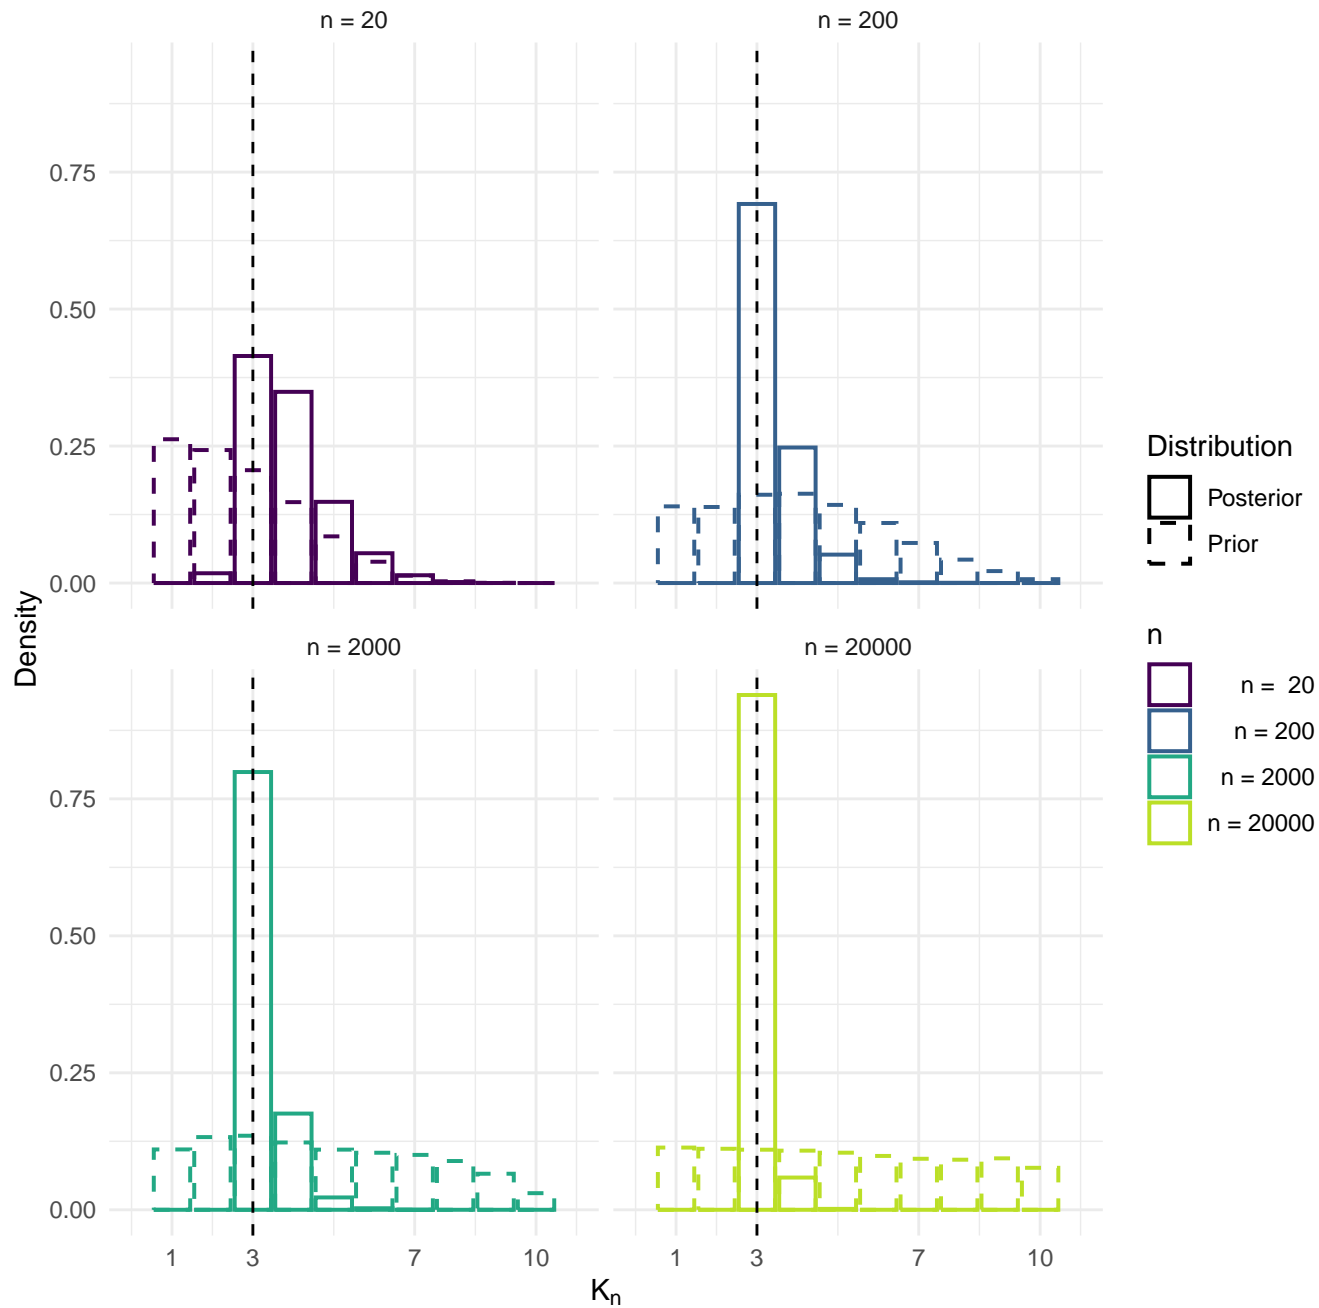 n = 20
n = 200
0.75
0.50
0.25
0.00
n = 2000
n = 20000
0.75
0.50
0.25
0.00
1 3 7 10
1 3 7 10
Density
Kn
Distribution
Posterior
Prior
n
n = 20
n = 200
n = 2000
n = 20000